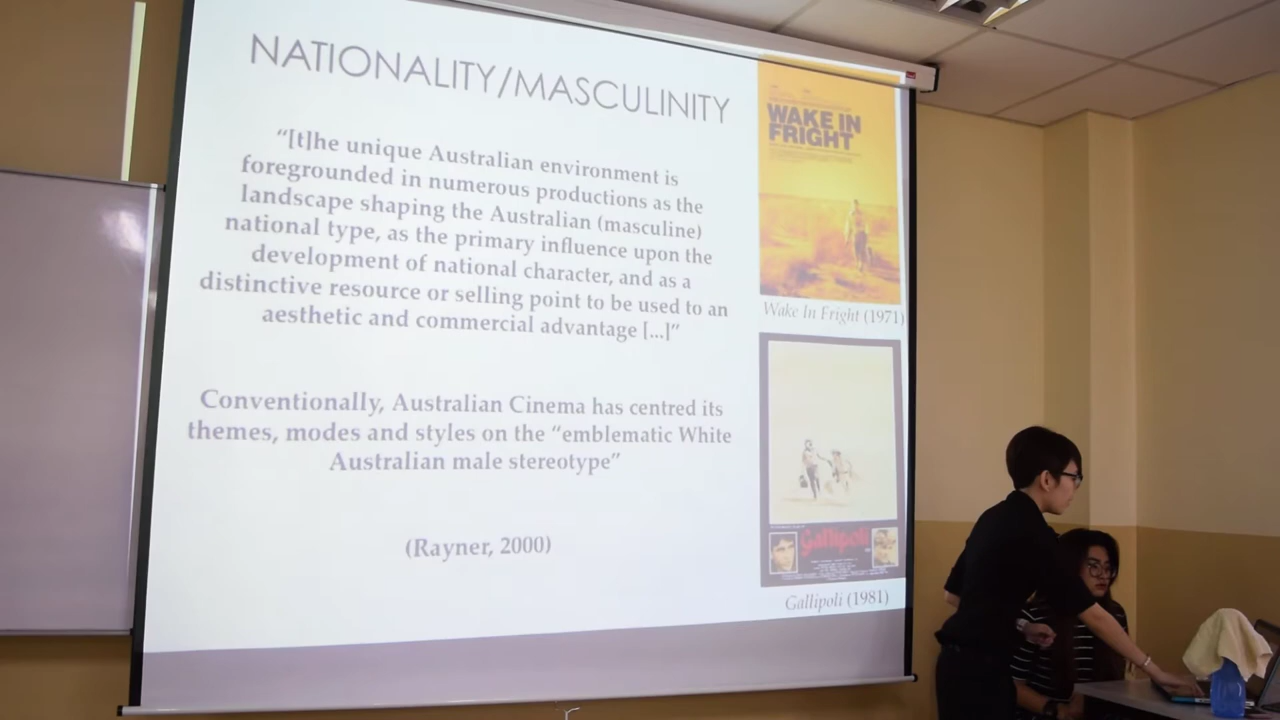 NATIONALITY/MASCULINITY
“[t]he unique Australian environment is
foregrounded in numerous productions as the
landscape shaping the Australian (masculine)
national type, as the primary influence upon the
development of national character, and as a
distinctive resource or selling point to be used to an
aesthetic and commercial advantage [...]”
Conventionally, Australian Cinema has centred its
themes, modes and styles on the “emblematic White
Australian male stereotype”
(Rayner, 2000)
WAKE IN
FRIGHT
Wake In Fright (1971)
Gallipoli
Gallipoli (1981)